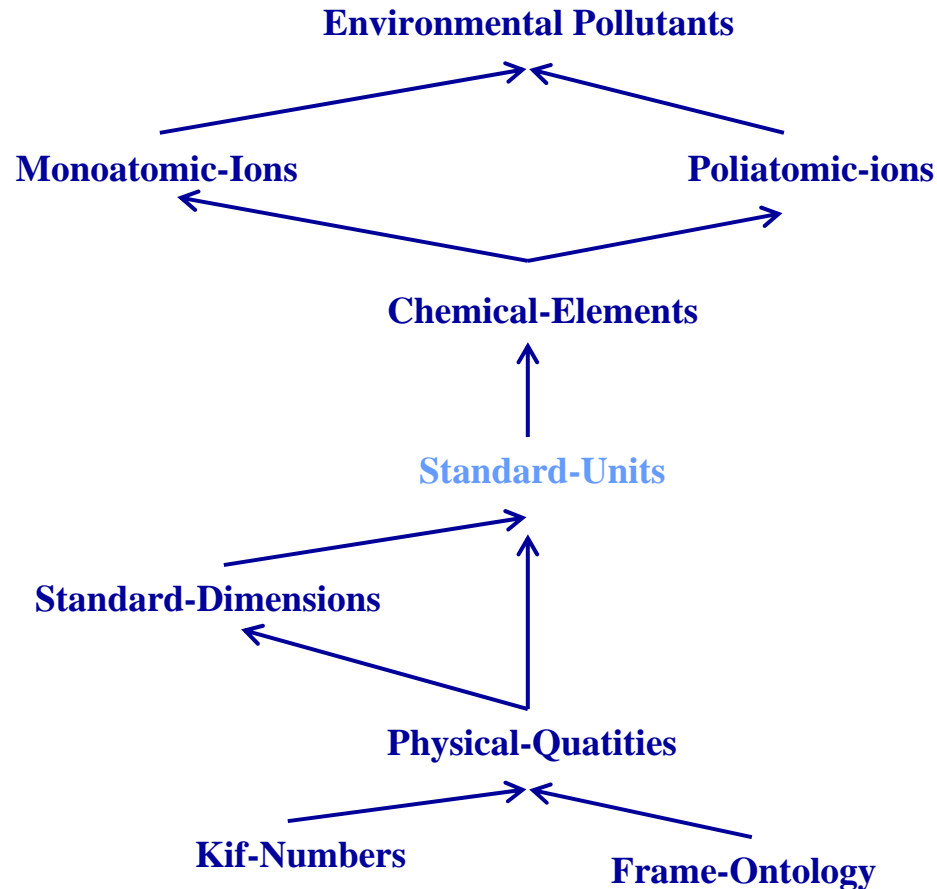 Environmental Pollutants
Monoatomic-Ions
Poliatomic-ions
Chemical-Elements
Standard-Units
Standard-Dimensions
Physical-Quatities
Kif-Numbers
Frame-Ontology